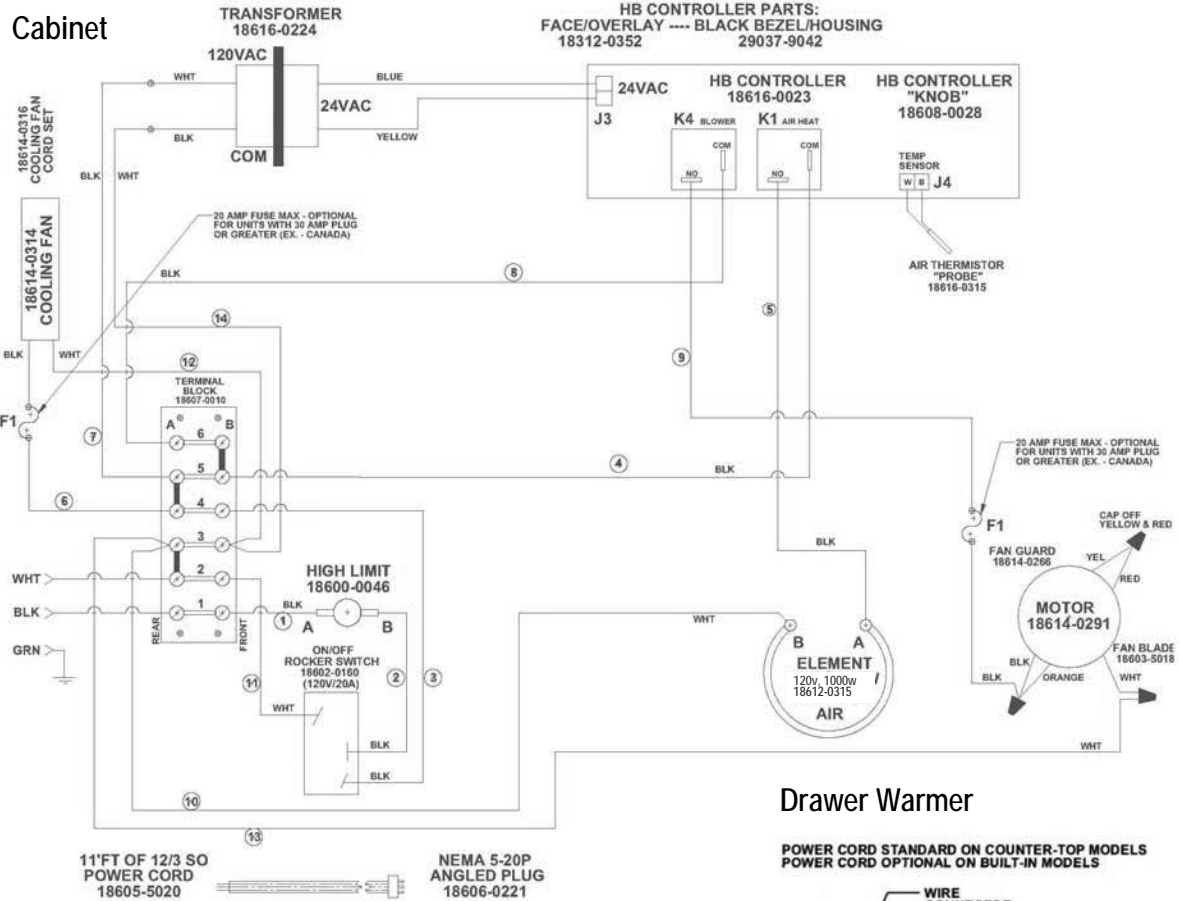 Cabinet
TRANSFORMER
18616-0224
120VAC
WHT
BLUE
24VAC
YELLOW
BLK
COM
HB CONTROLLER PARTS:
FACE/OVERLAY ---- BLACK BEZEL/HOUSING
18312-0352 29037-9042
24VAC
J3
HB CONTROLLER
18616-0023
HB CONTROLLER
"KNOB"
18608-0028
K4 BLOWER
COM
NO
K1 AIR HEAT
COM
NO
TEMP
SENSOR
W B J4
AIR THERMISTOR
"PROBE"
18616-0315
18614-0316
COOLING FAN
CORD SET
BLK WHT
18614-0314
COOLING FAN
20 AMP FUSE MAX - OPTIONAL
FOR UNITS WITH 30 AMP PLUG
OR GREATER (EX. - CANADA)
BLK
8
14
5
9
BLK WHT
12
F1
TERMINAL
BLOCK
18607-0010
A B
6
5
4
3
2
1
REAR FRONT
7
6
4
BLK
20 AMP FUSE MAX - OPTIONAL
FOR UNITS WITH 30 AMP PLUG
OR GREATER (EX. - CANADA)
F1
CAP OFF
YELLOW & RED
FAN GUARD
18614-0266
YEL
RED
MOTOR
18614-0291
FAN BLADE
18603-5018
BLK
ORANGE
BLK
WHT
WHT
WHT
BLK
GRN
HIGH LIMIT
18600-0046
BLK
1 A B
ON/OFF
ROCKER SWITCH
18602-0160
(120V/20A)
11
2
3
WHT
BLK
BLK
BLK
WHT
B A
ELEMENT
120v, 1000w
18612-0315
AIR
10
13
11'FT OF 12/3 SO
POWER CORD
18605-5020
NEMA 5-20P
ANGLED PLUG
18606-0221
Drawer Warmer
POWER CORD STANDARD ON COUNTER-TOP MODELS
POWER CORD OPTIONAL ON BUILT-IN MODELS
WIRE